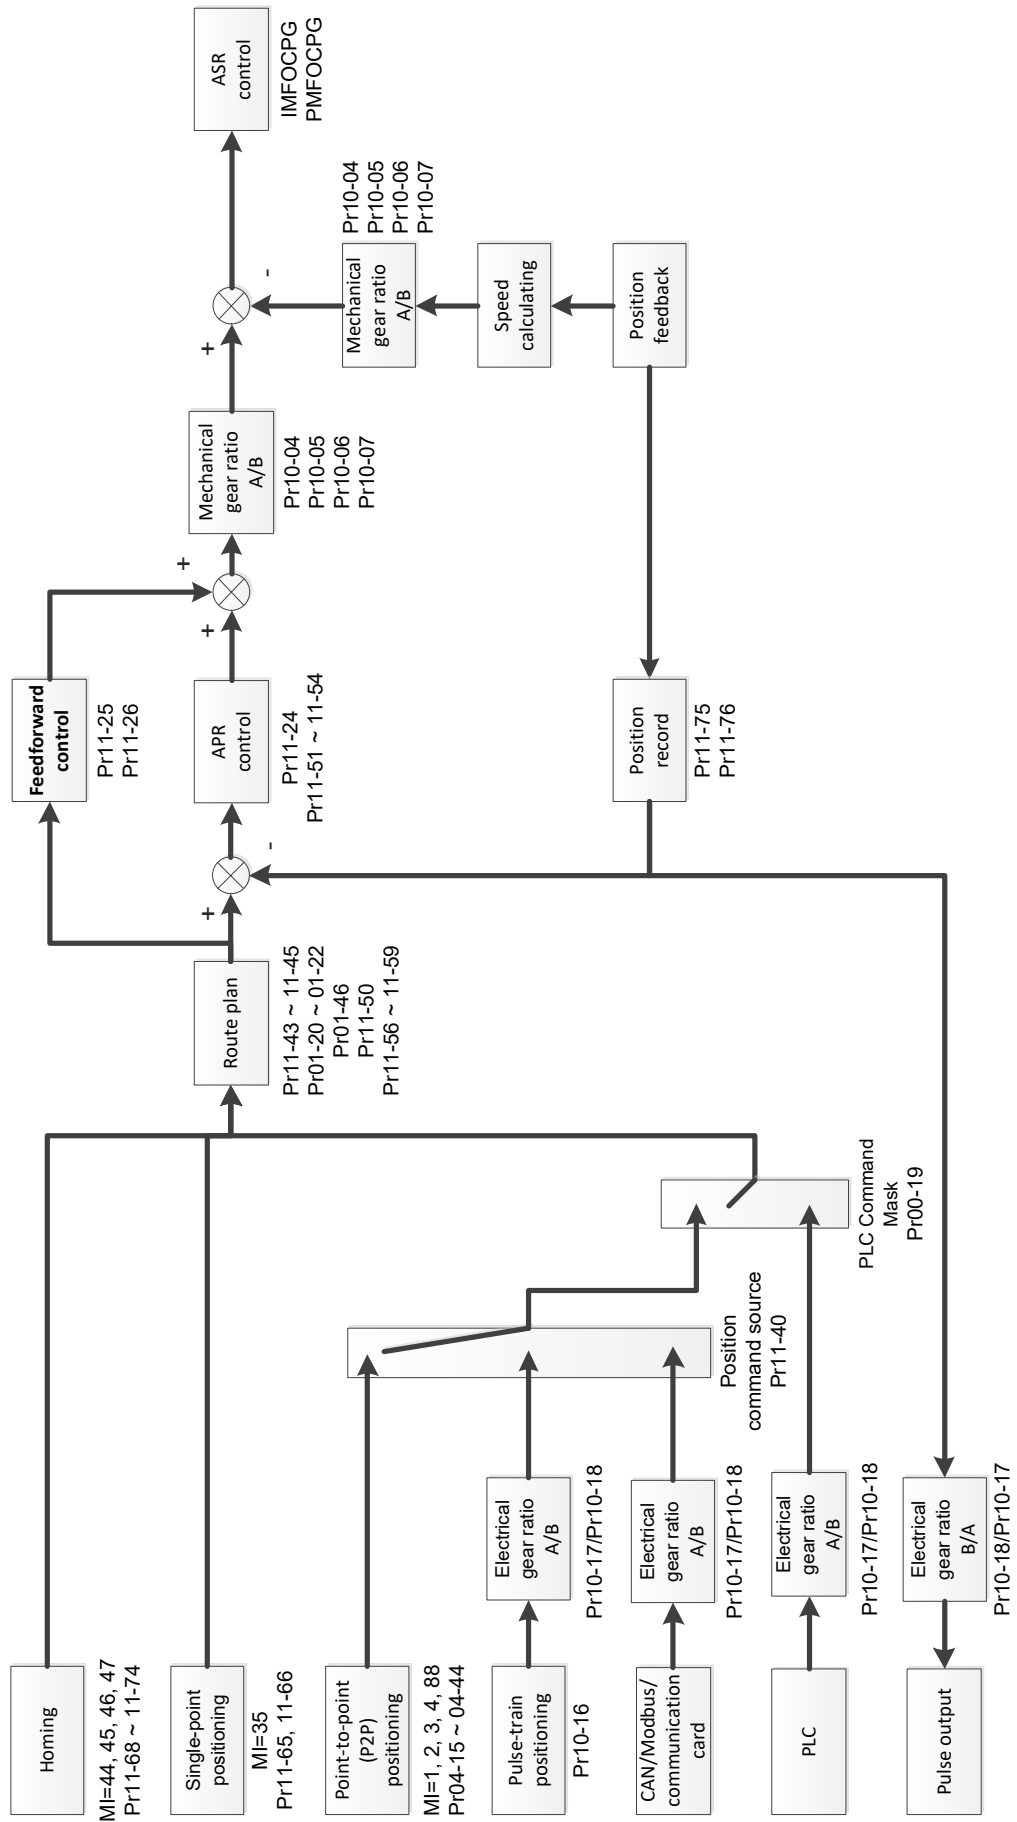 Homing
MI=44, 45, 46, 47
Pr11-68 ~ 11-74
Single-point
positioning
MI=35
Pr11-65, 11-66
Point-to-point
(P2P)
positioning
MI=1, 2, 3, 4, 88
Pr04-15 ~ 04-44
Pulse-train
positioning
Pr10-16
Electrical
gear ratio
A/B
Pr10-17/Pr10-18
CAN/Modbus/
communication
card
Electrical
gear ratio
A/B
Pr10-17/Pr10-18
PLC
Electrical
gear ratio
A/B
Pr10-17/Pr10-18
Pulse output
Electrical
gear ratio
B/A
Pr10-18/Pr10-17
Position
command source
Pr11-40
PLC Command
Mask
Pr00-19
Route plan
Pr11-43 ~ 11-45
Pr01-20 ~ 01-22
Pr01-46
Pr11-50
Pr11-56 ~ 11-59
+
-
Feedforward
control
Pr11-25
Pr11-26
APR
control
Pr11-24
Pr11-51 ~ 11-54
Position
record
Pr11-75
Pr11-76
+
+
Mechanical
gear ratio
A/B
Pr10-04
Pr10-05
Pr10-06
Pr10-07
+
-
Mechanical
gear ratio
A/B
Pr10-04
Pr10-05
Pr10-06
Pr10-07
Speed
calculating
Position
feedback
ASR
control
IMFOCPG
PMFOCPG